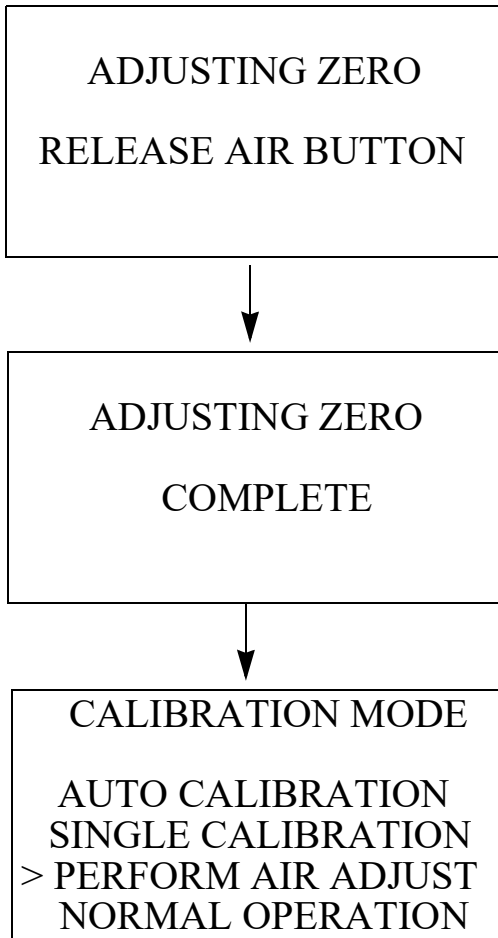 ADJUSTING ZERO
RELEASE AIR BUTTON
ADJUSTING ZERO
COMPLETE
CALIBRATION MODE
AUTO CALIBRATION
SINGLE CALIBRATION
> PERFORM AIR ADJUST
NORMAL OPERATION